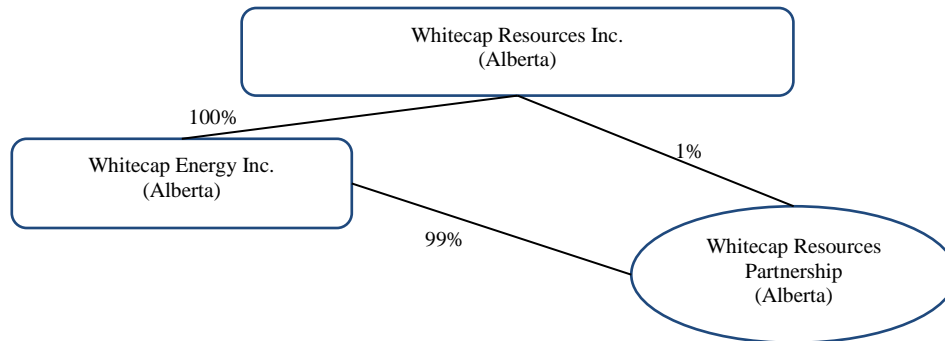 Whitecap Resources Inc.
(Alberta)
100%
1%
Whitecap Energy Inc.
(Alberta)
99%
Whitecap Resources
Partnership
(Alberta)